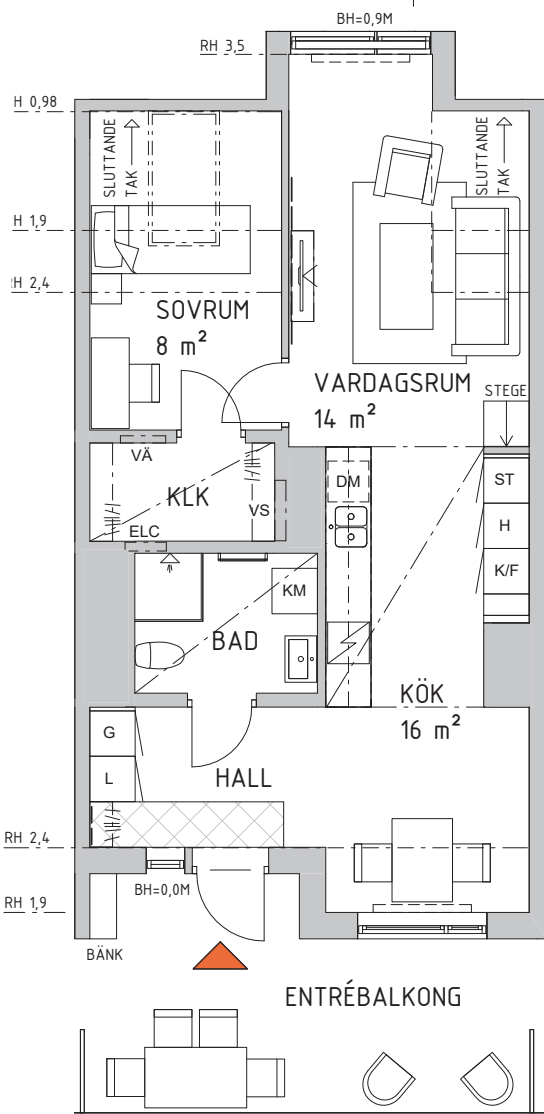 BH=0,9M
RH 3,5
H 0,98
SLUTTANDE
TAK
SLUTTANDE
TAK
H 1,9
RH 2,4
SOVRUM
8 m²
VARDAGSRUM
14 m²
STEGE
VÄ
KLK
VS
ELC
DM
ST
H
K/F
KM
BAD
KÖK
16 m²
G
L
HALL
RH 2,4
BH=0,0M
RH 1,9
BÄNK
ENTRÉBALKONG